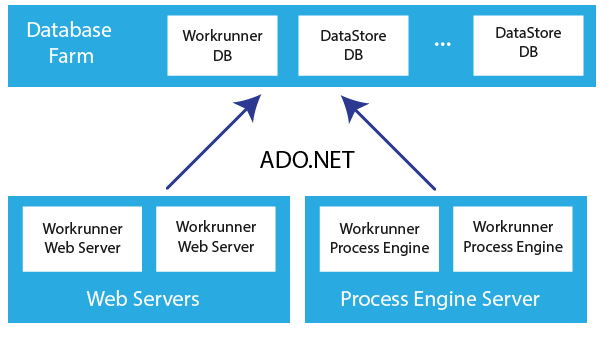 Database
Farm
Workrunner
DB
DataStore
DB
...
DataStore
DB
ADO.NET
Workrunner
Web Server
Workrunner
Web Server
Web Servers
Workrunner
Process Engine
Workrunner
Process Engine
Process Engine Server